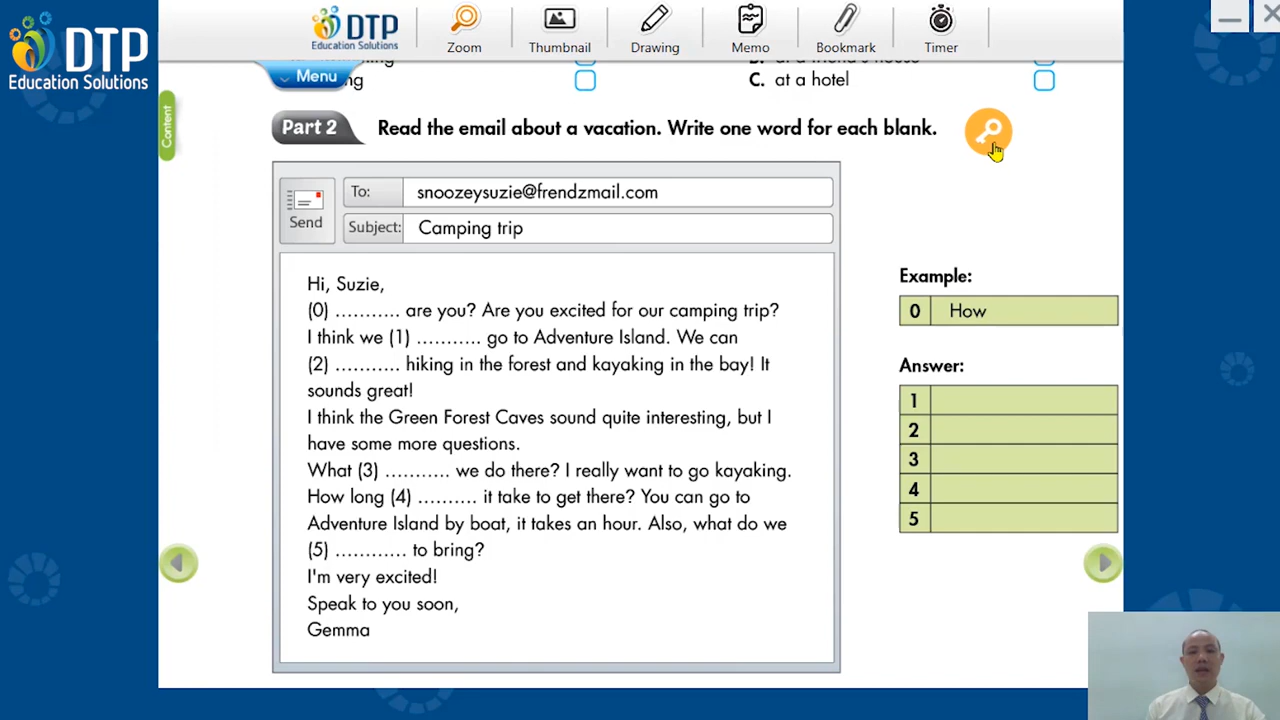 DTP
Education Solutions
DTP
Education Solutions
Zoom
Thumbnail
Drawing
Memo
Bookmark
Timer
Menu
Content
C. at a hotel
Part 2 Read the email about a vacation. Write one word for each blank.
Send
To: snoozeysuzie@frendzmail.com
Subject: Camping trip
Hi, Suzie,
(0) ........... are you? Are you excited for our camping trip?
I think we (1) ........... go to Adventure Island. We can
(2) ........... hiking in the forest and kayaking in the bay! It
sounds great!
I think the Green Forest Caves sound quite interesting, but I
have some more questions.
What (3) ........... we do there? I really want to go kayaking.
How long (4) .......... it take to get there? You can go to
Adventure Island by boat, it takes an hour. Also, what do we
(5) ............ to bring?
I'm very excited!
Speak to you soon,
Gemma
Example:
0 How
Answer:
1
2
3
4
5